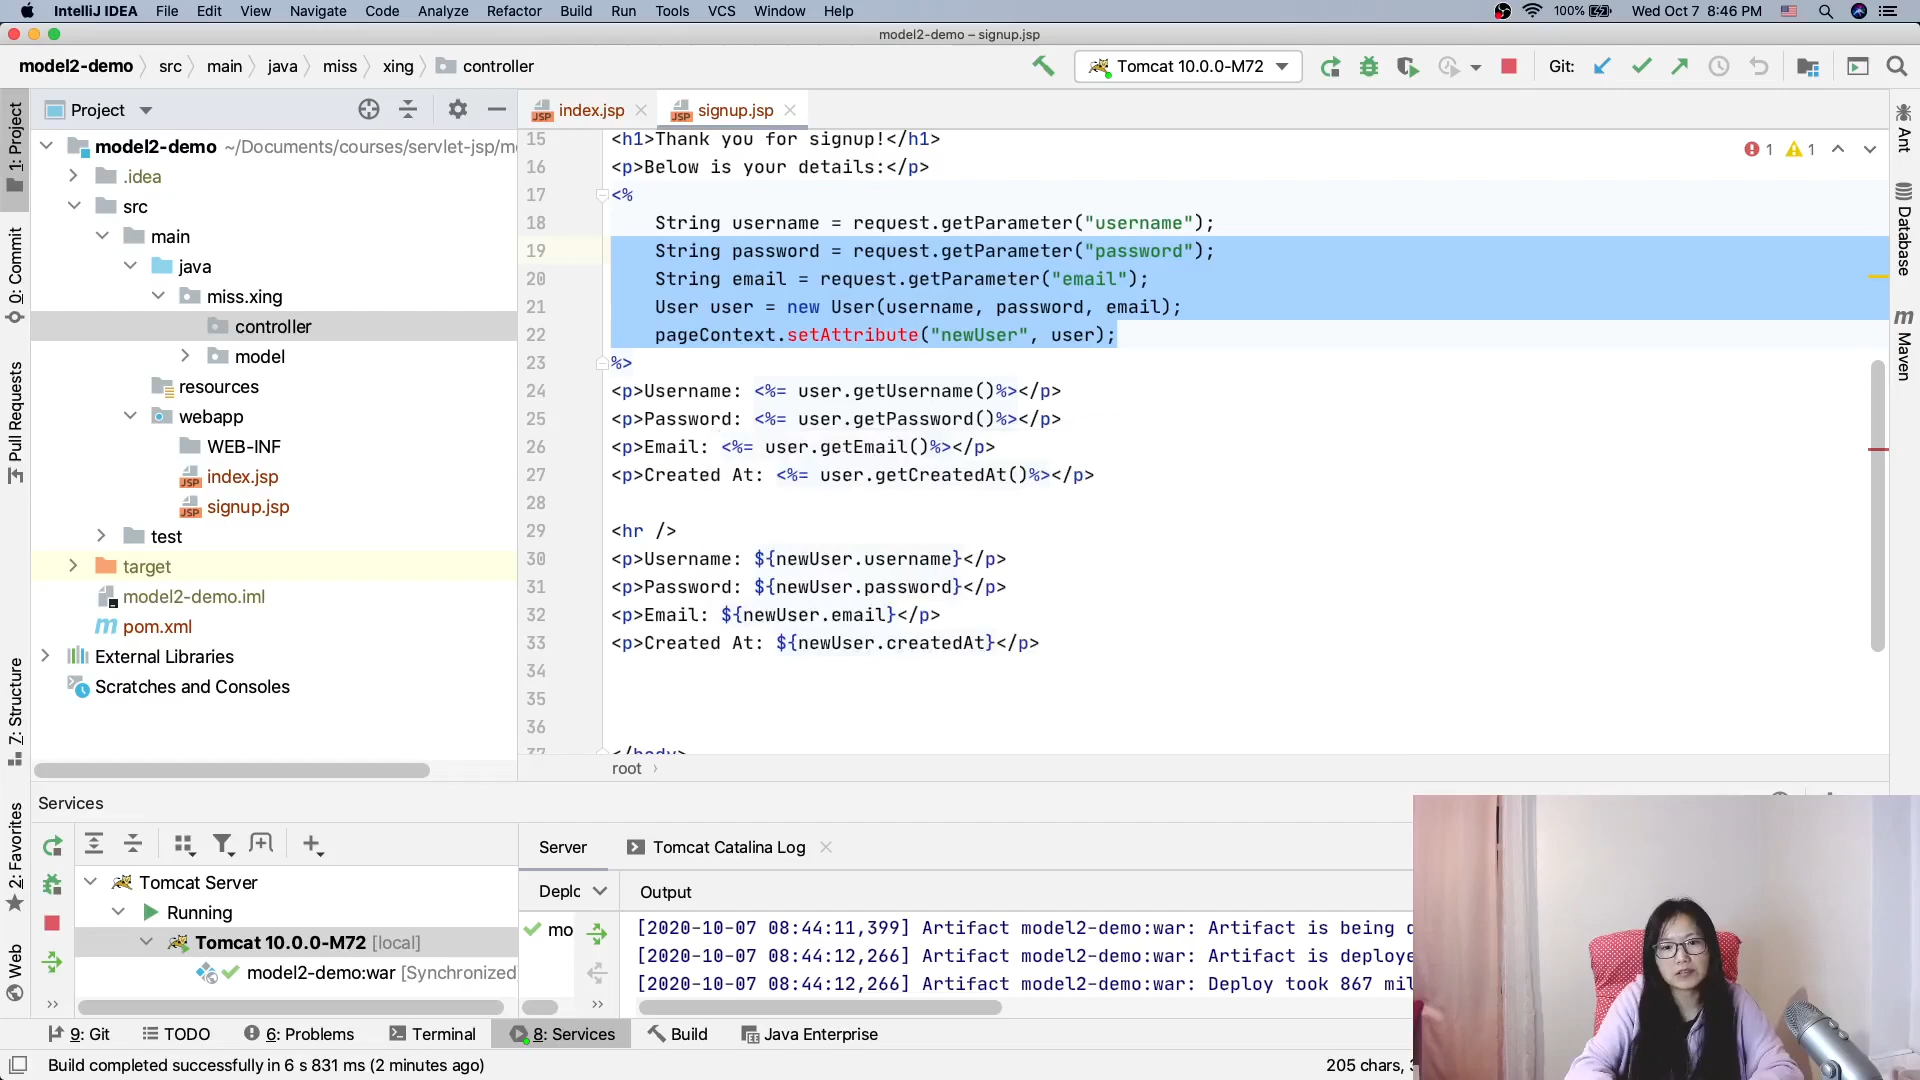 IntelliJ IDEA File Edit View Navigate Code Analyze Refactor Build Run Tools VCS Window Help 100% Wed Oct 7 8:46 PM
model2-demo – signup.jsp
model2-demo src main java miss xing controller Tomcat 10.0.0-M72 Git:
Project
index.jsp signup.jsp
1: Project
0: Commit
Pull Requests
7: Structure
2: Favorites
Web
model2-demo ~/Documents/courses/servlet-jsp/m
.idea
src
main
java
miss.xing
controller
model
resources
webapp
WEB-INF
index.jsp
signup.jsp
test
target
model2-demo.iml
pom.xml
External Libraries
Scratches and Consoles
15 <h1>Thank you for signup!</h1>
16 <p>Below is your details:</p>
17 <%
18 String username = request.getParameter("username");
19 String password = request.getParameter("password");
20 String email = request.getParameter("email");
21 User user = new User(username, password, email);
22 pageContext.setAttribute("newUser", user);
23 %>
24 <p>Username: <%= user.getUsername()%></p>
25 <p>Password: <%= user.getPassword()%></p>
26 <p>Email: <%= user.getEmail()%></p>
27 <p>Created At: <%= user.getCreatedAt()%></p>
28
29 <hr />
30 <p>Username: ${newUser.username}</p>
31 <p>Password: ${newUser.password}</p>
32 <p>Email: ${newUser.email}</p>
33 <p>Created At: ${newUser.createdAt}</p>
34
35
36
37 </body>
root
1 1
Ant
Database
Maven
Services
Tomcat Server
Running
Tomcat 10.0.0-M72 [local]
model2-demo:war [Synchronized
Server Tomcat Catalina Log
Deplo Output
mo
[2020-10-07 08:44:11,399] Artifact model2-demo:war: Artifact is being d
[2020-10-07 08:44:12,266] Artifact model2-demo:war: Artifact is deploye
[2020-10-07 08:44:12,266] Artifact model2-demo:war: Deploy took 867 mil
9: Git TODO 6: Problems Terminal 8: Services Build Java Enterprise
Build completed successfully in 6 s 831 ms (2 minutes ago) 205 chars,